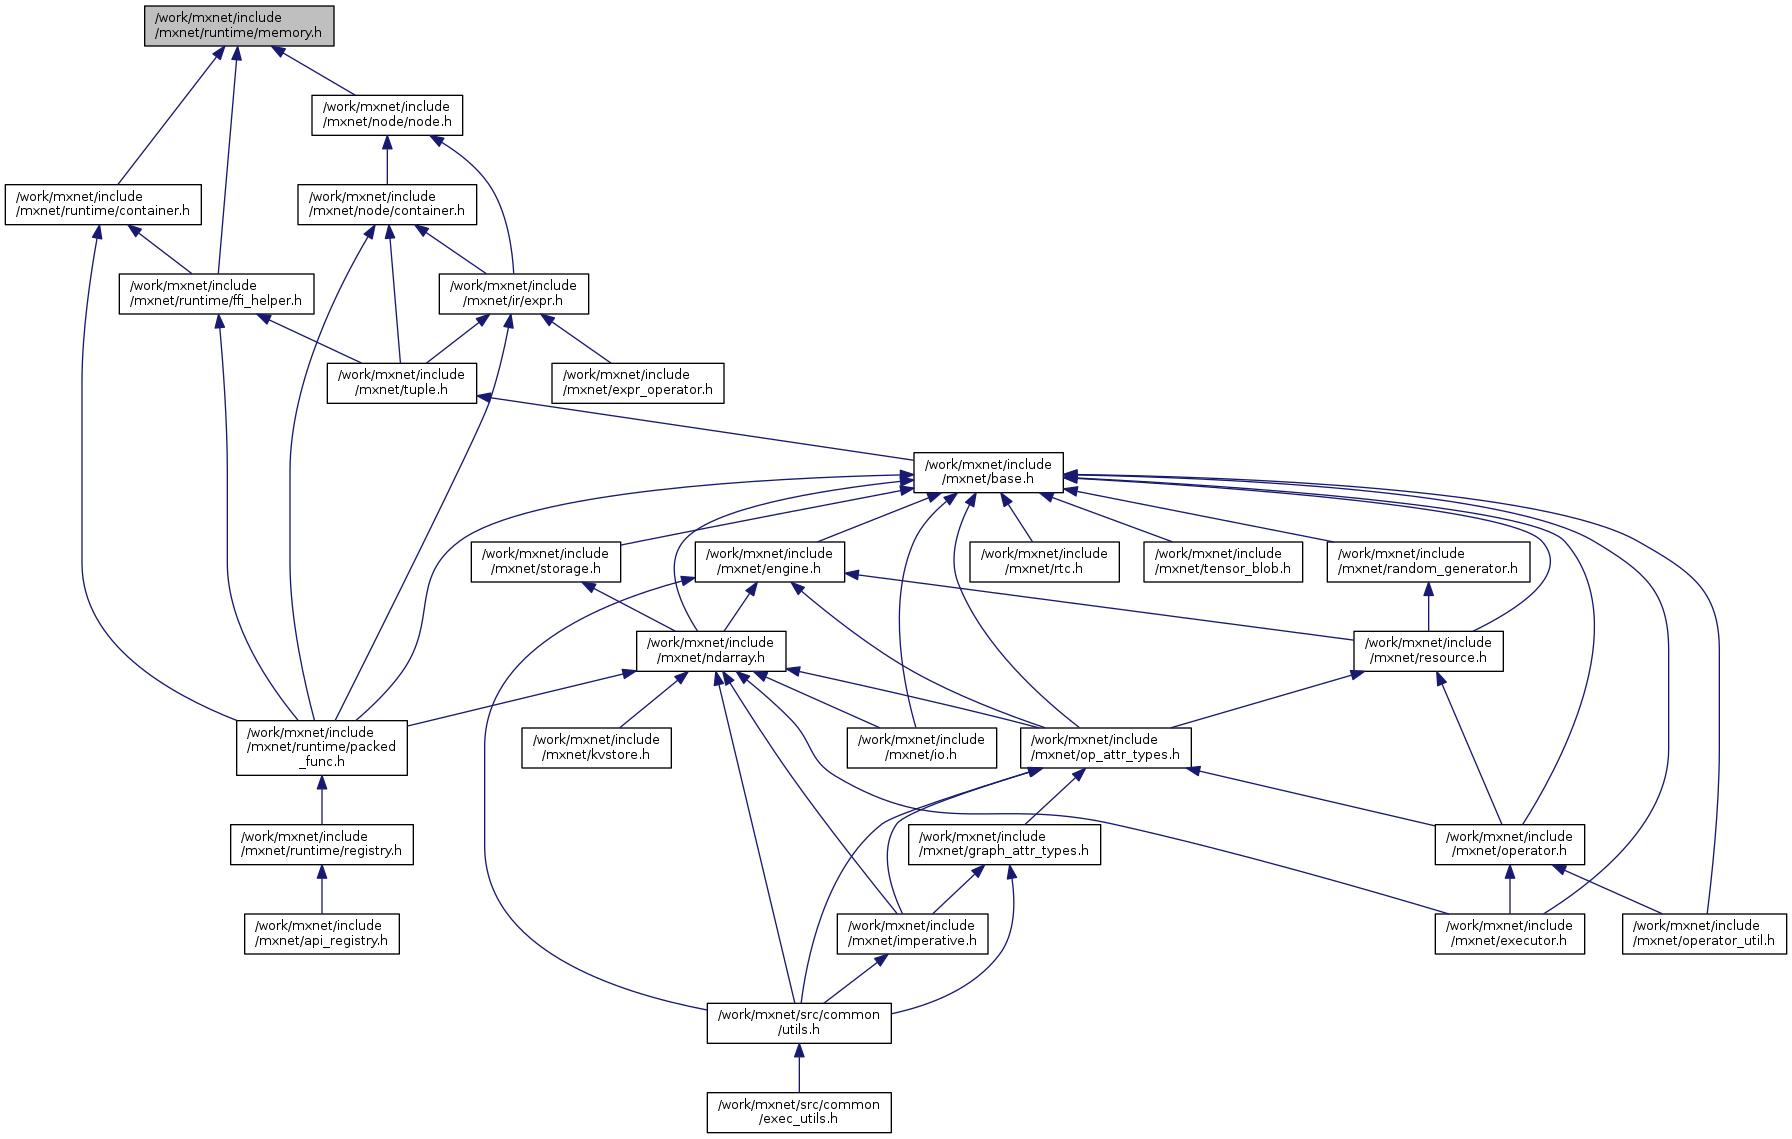 /work/mxnet/include
/mxnet/runtime/memory.h
/work/mxnet/include
/mxnet/node/node.h
/work/mxnet/include
/mxnet/runtime/container.h
/work/mxnet/include
/mxnet/node/container.h
/work/mxnet/include
/mxnet/runtime/ffi_helper.h
/work/mxnet/include
/mxnet/ir/expr.h
/work/mxnet/include
/mxnet/tuple.h
/work/mxnet/include
/mxnet/expr_operator.h
/work/mxnet/include
/mxnet/base.h
/work/mxnet/include
/mxnet/storage.h
/work/mxnet/include
/mxnet/engine.h
/work/mxnet/include
/mxnet/rtc.h
/work/mxnet/include
/mxnet/tensor_blob.h
/work/mxnet/include
/mxnet/random_generator.h
/work/mxnet/include
/mxnet/ndarray.h
/work/mxnet/include
/mxnet/resource.h
/work/mxnet/include
/mxnet/runtime/packed
_func.h
/work/mxnet/include
/mxnet/kvstore.h
/work/mxnet/include
/mxnet/io.h
/work/mxnet/include
/mxnet/op_attr_types.h
/work/mxnet/include
/mxnet/runtime/registry.h
/work/mxnet/include
/mxnet/graph_attr_types.h
/work/mxnet/include
/mxnet/operator.h
/work/mxnet/include
/mxnet/api_registry.h
/work/mxnet/include
/mxnet/imperative.h
/work/mxnet/include
/mxnet/executor.h
/work/mxnet/include
/mxnet/operator_util.h
/work/mxnet/src/common
/utils.h
/work/mxnet/src/common
/exec_utils.h